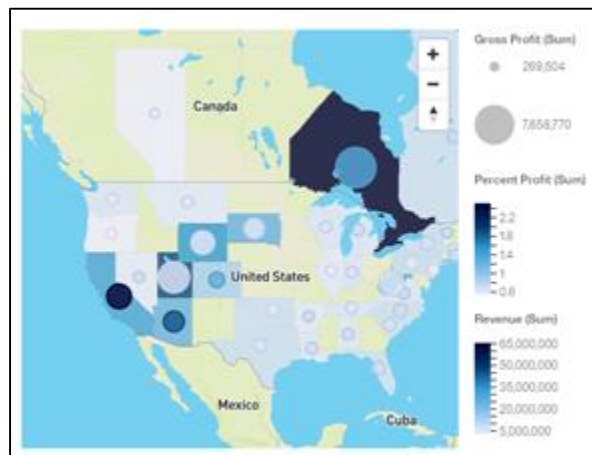 Gross Profit (Sum)
269,504
7,658,770
Percent Profit (Sum)
2.2
1.8
1.4
1
0.6
Revenue (Sum)
65,000,000
50,000,000
35,000,000
20,000,000
5,000,000
Canada
United States
Mexico
Cuba
+
−